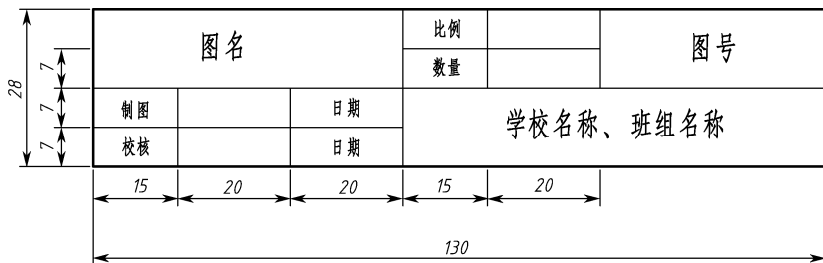 图名 比例 图号
数量
制图 日期 学校名称、班组名称
校核 日期
28 7 7 7
15 20 20 15 20
130